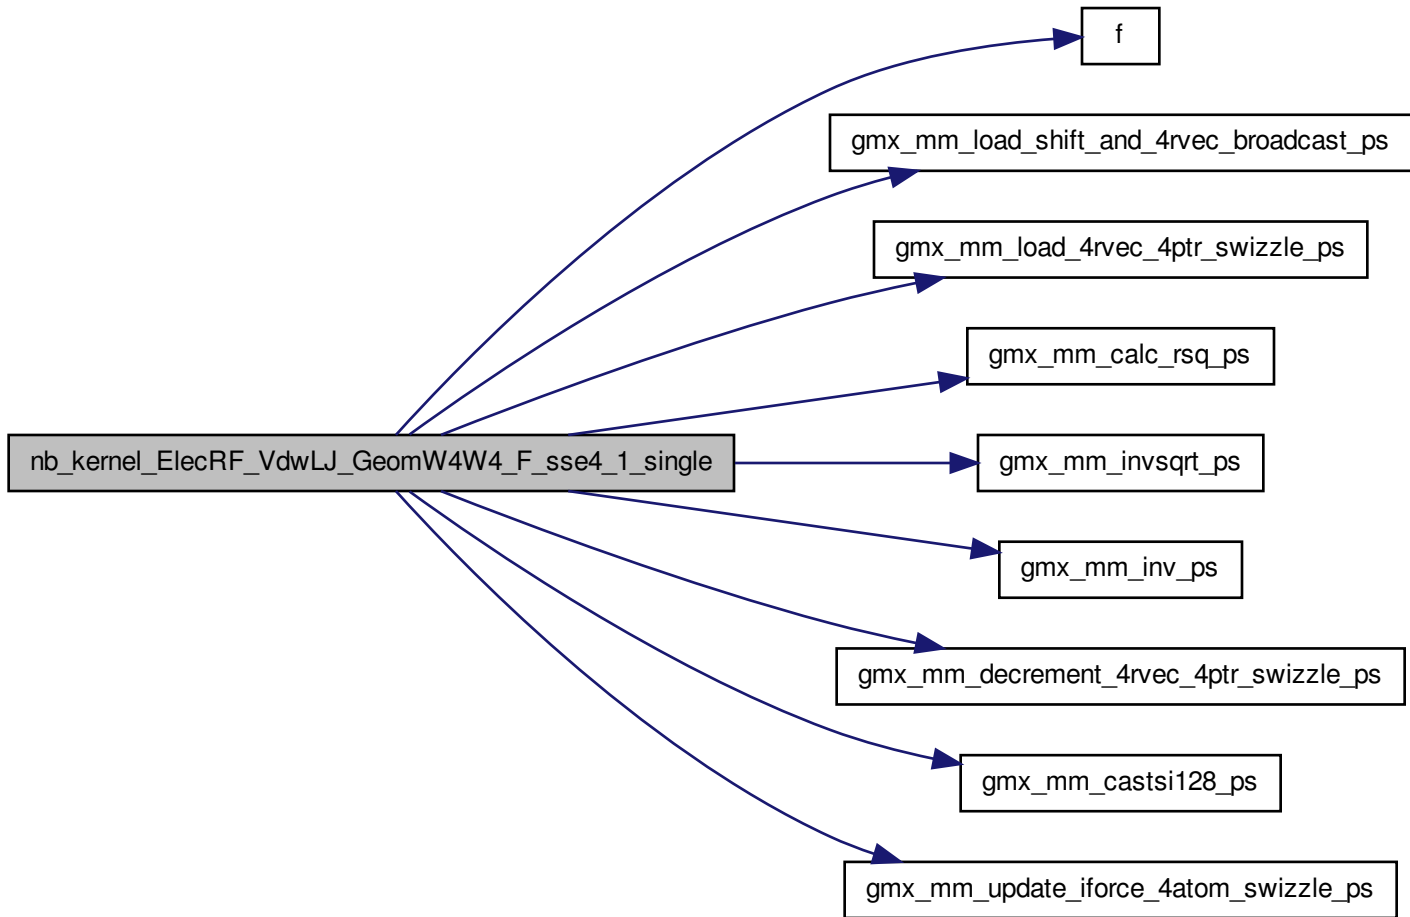 f
gmx_mm_load_shift_and_4rvec_broadcast_ps
gmx_mm_load_4rvec_4ptr_swizzle_ps
gmx_mm_calc_rsq_ps
nb_kernel_ElecRF_VdwLJ_GeomW4W4_F_sse4_1_single
gmx_mm_invsqrt_ps
gmx_mm_inv_ps
gmx_mm_decrement_4rvec_4ptr_swizzle_ps
gmx_mm_castsi128_ps
gmx_mm_update_iforce_4atom_swizzle_ps